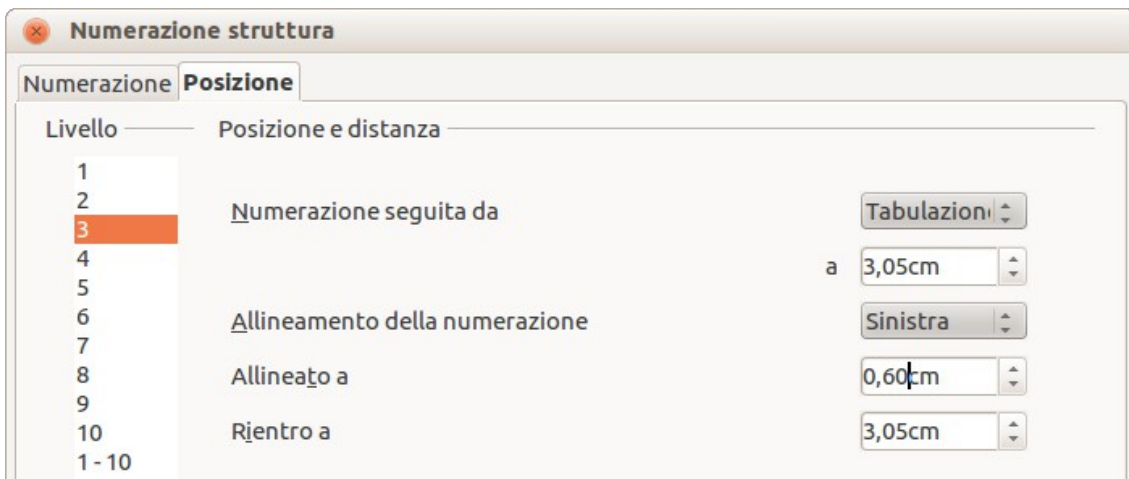 Numerazione struttura
Numerazione Posizione
Livello Posizione e distanza
1
2
3
4
5
6
7
8
9
10
1 - 10
Numerazione seguita da Tabulazion
a 3,05cm
Allineamento della numerazione Sinistra
Allineato a 0,60cm
Rientro a 3,05cm